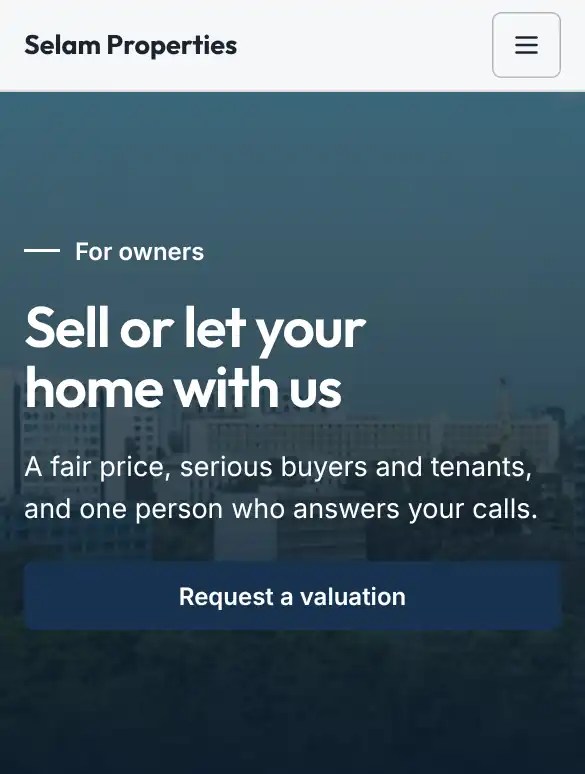 Selam Properties
For owners
Sell or let your
home with us
A fair price, serious buyers and tenants,
and one person who answers your calls.
Request a valuation